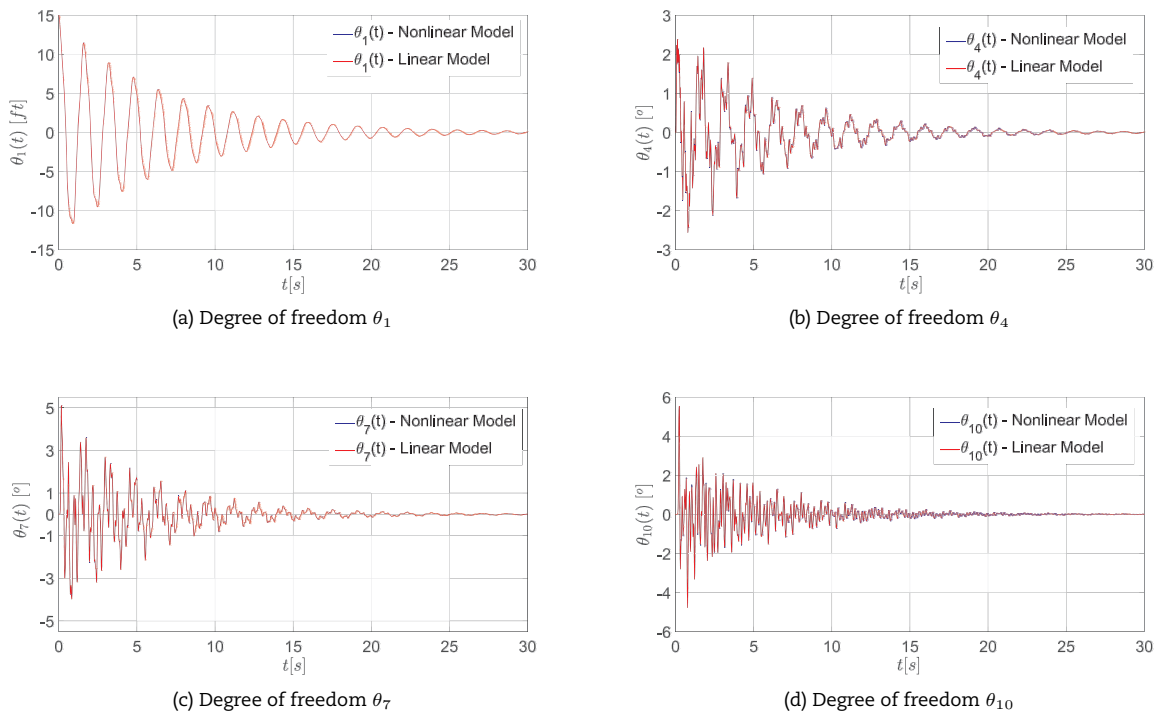 15
10
5
0
-5
-10
-15
θ₁(t) [ft]
θ₁(t) - Nonlinear Model
θ₁(t) - Linear Model
0 5 10 15 20 25 30
t[s]
(a) Degree of freedom θ₁
3
2
1
0
-1
-2
-3
θ₄(t) [º]
θ₄(t) - Nonlinear Model
θ₄(t) - Linear Model
0 5 10 15 20 25 30
t[s]
(b) Degree of freedom θ₄
5
3
1
0
-1
-3
-5
θ₇(t) [º]
θ₇(t) - Nonlinear Model
θ₇(t) - Linear Model
0 5 10 15 20 25 30
t[s]
(c) Degree of freedom θ₇
6
4
2
0
-2
-4
-6
θ₁₀(t) [º]
θ₁₀(t) - Nonlinear Model
θ₁₀(t) - Linear Model
0 5 10 15 20 25 30
t[s]
(d) Degree of freedom θ₁₀